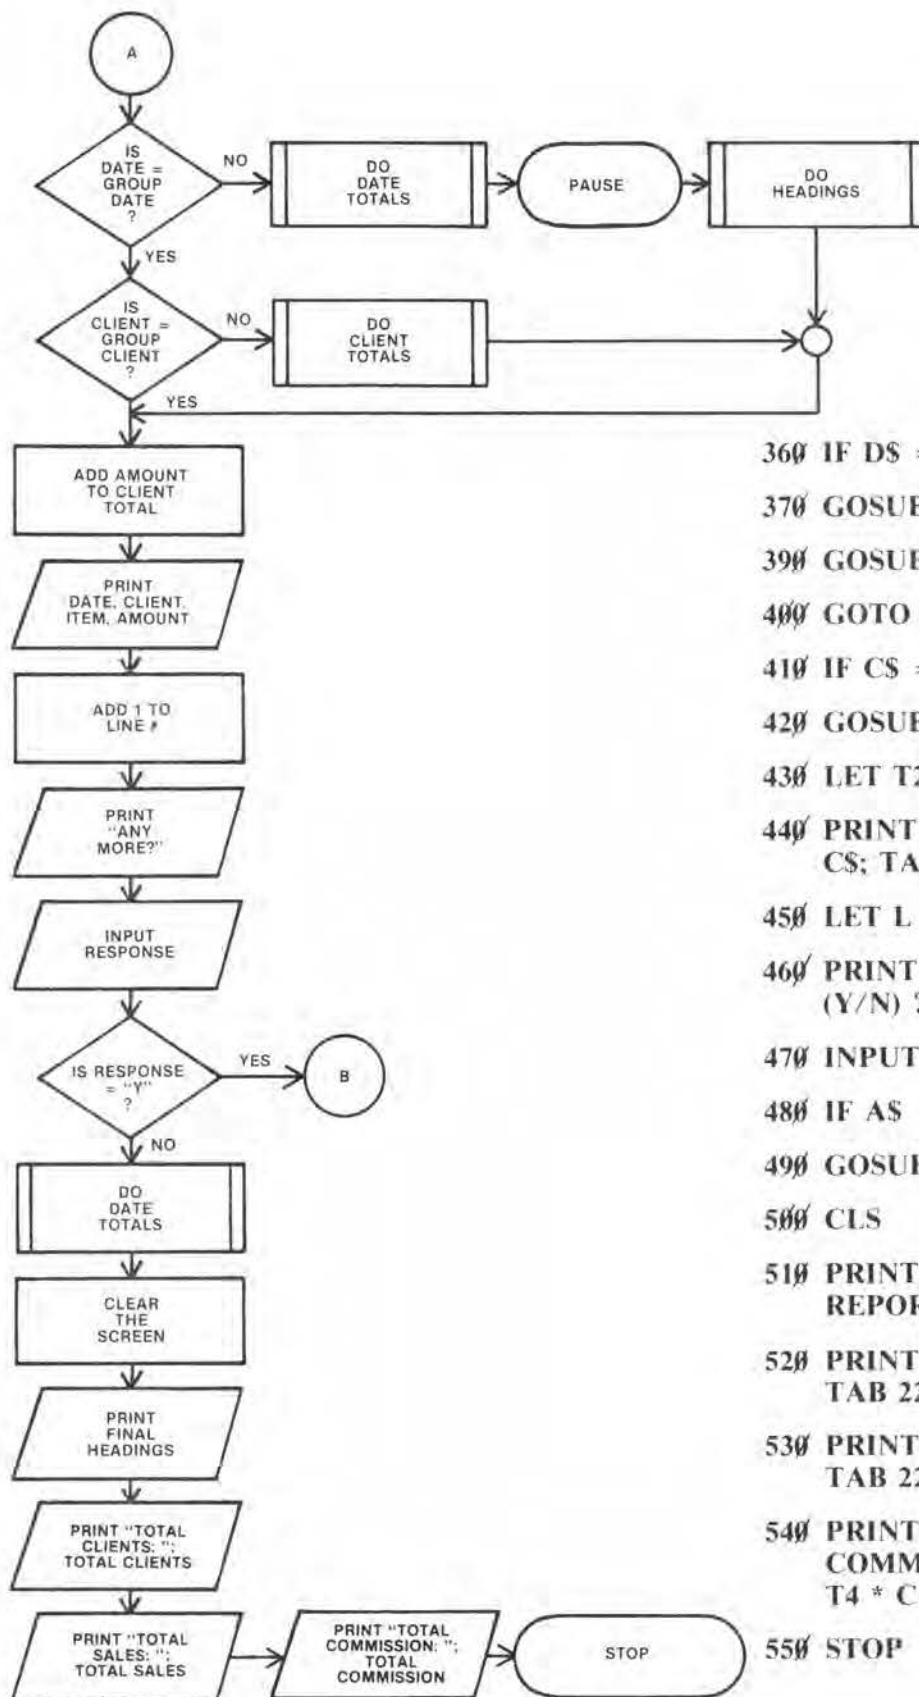 A
IS
DATE =
GROUP
DATE
?
NO
DO
DATE
TOTALS
PAUSE
DO
HEADINGS
YES
IS
CLIENT =
GROUP
CLIENT
?
NO
DO
CLIENT
TOTALS
YES
ADD AMOUNT
TO CLIENT
TOTAL
PRINT
DATE, CLIENT,
ITEM, AMOUNT
ADD 1 TO
LINE #
PRINT
"ANY
MORE?"
INPUT
RESPONSE
IS RESPONSE
= "Y"
?
YES
B
NO
DO
DATE
TOTALS
CLEAR
THE
SCREEN
PRINT
FINAL
HEADINGS
PRINT "TOTAL
CLIENTS: ";
TOTAL CLIENTS
PRINT "TOTAL
SALES: ";
TOTAL SALES
PRINT "TOTAL
COMMISSION: ";
TOTAL
COMMISSION
STOP
360 IF D$ =
370 GOSUB
390 GOSUB
400 GOTO
410 IF C$ =
420 GOSUB
430 LET T2
440 PRINT
C$; TA
450 LET L
460 PRINT
(Y/N)
470 INPUT
480 IF A$
490 GOSUB
500 CLS
510 PRINT
REPOR
520 PRINT
TAB 22
530 PRINT
TAB 22
540 PRINT
COMM
T4 * C
550 STOP